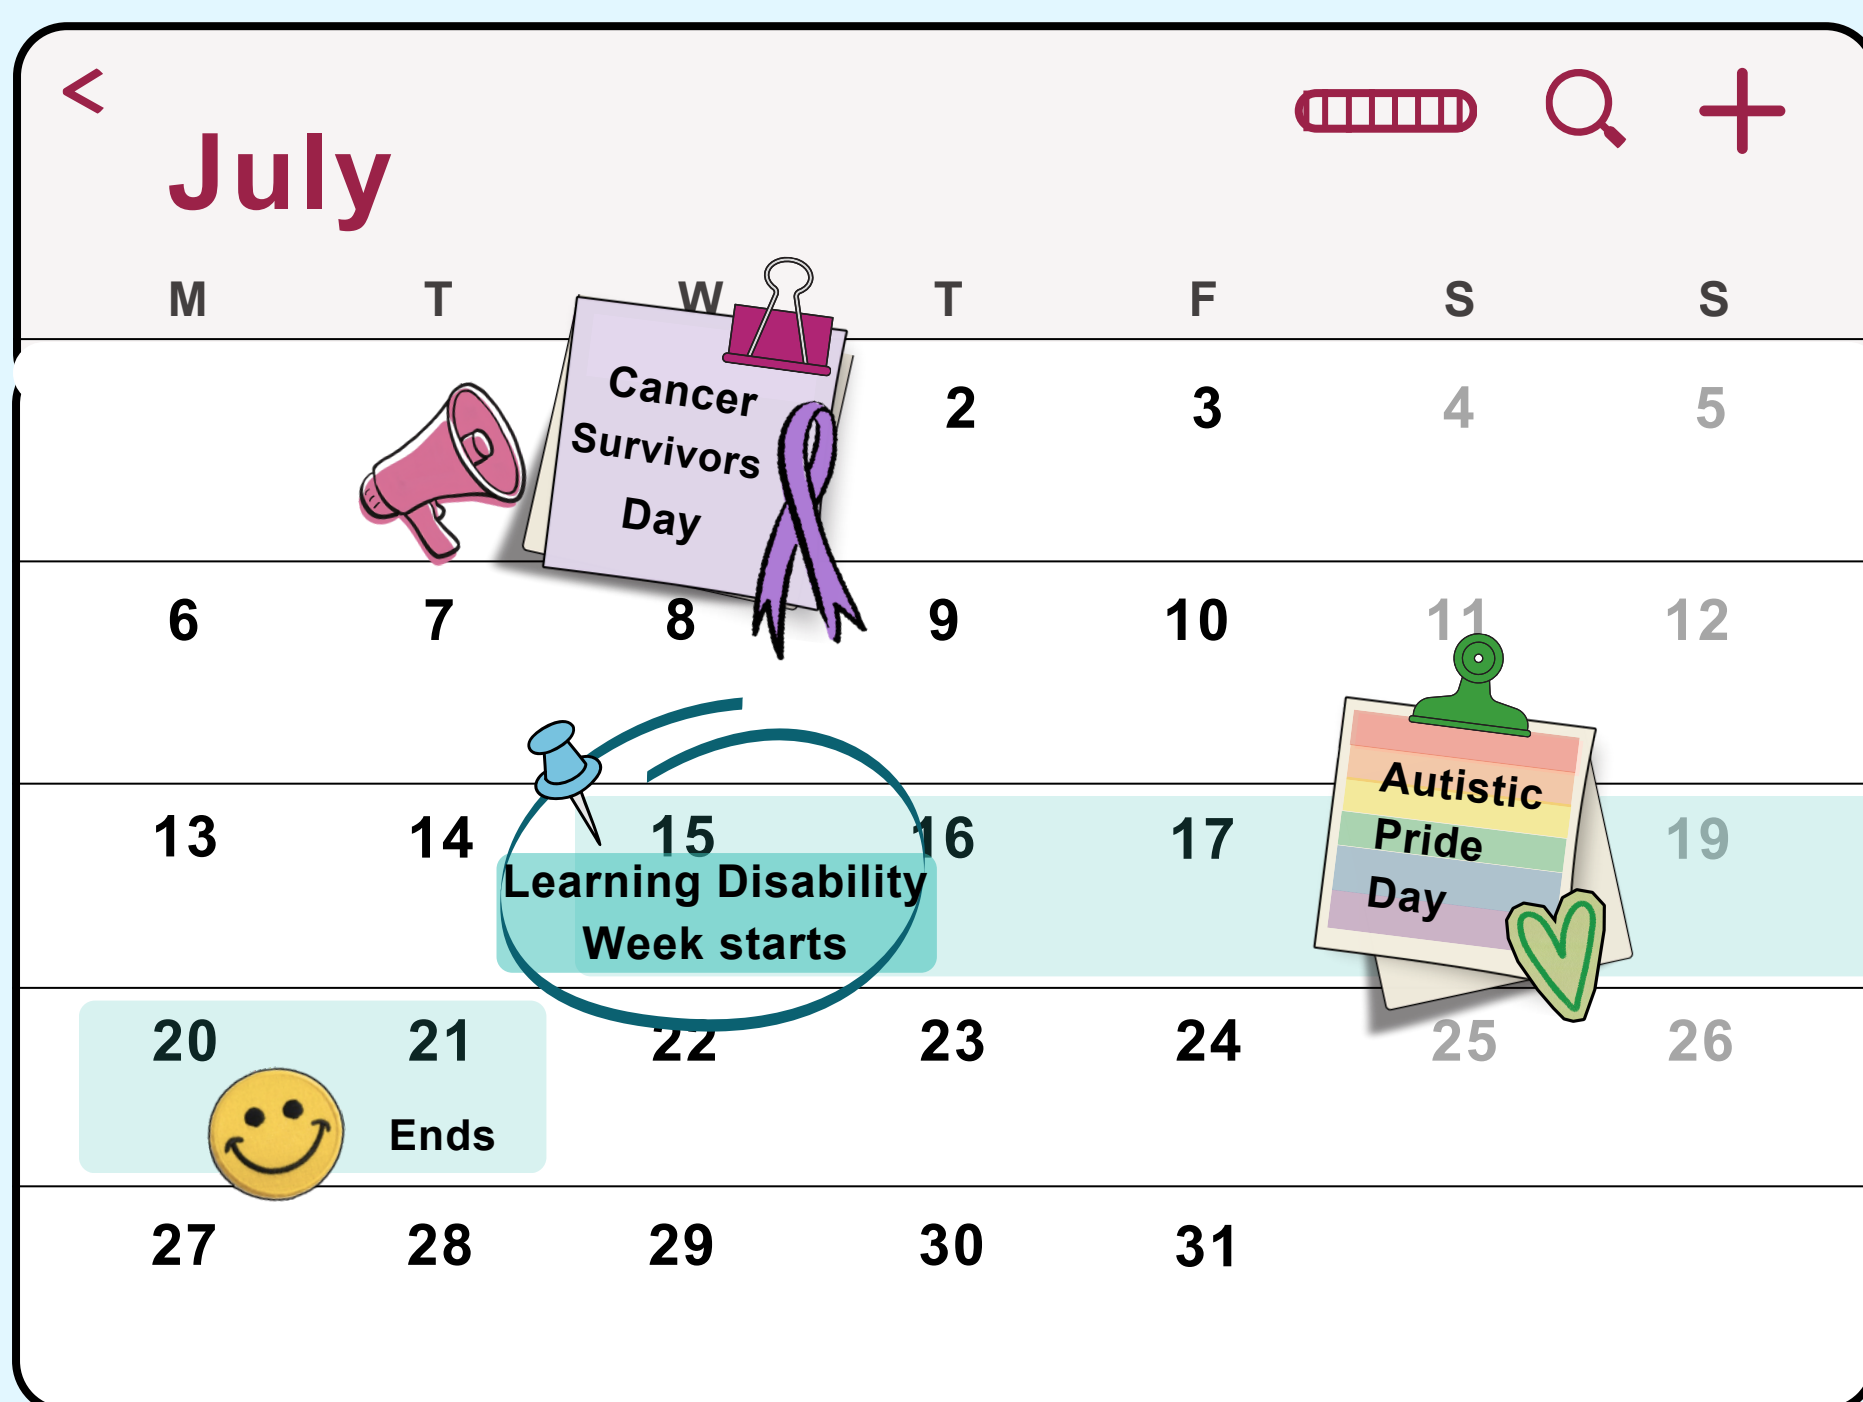 <
July
M T W T F S S
Cancer
Survivors
Day
2 3 4 5
6 7 8 9 10 11 12
13 14 15 16 17 19
Autistic
Pride
Day
Learning Disability
Week starts
20 21 22 23 24 25 26
Ends
27 28 29 30 31